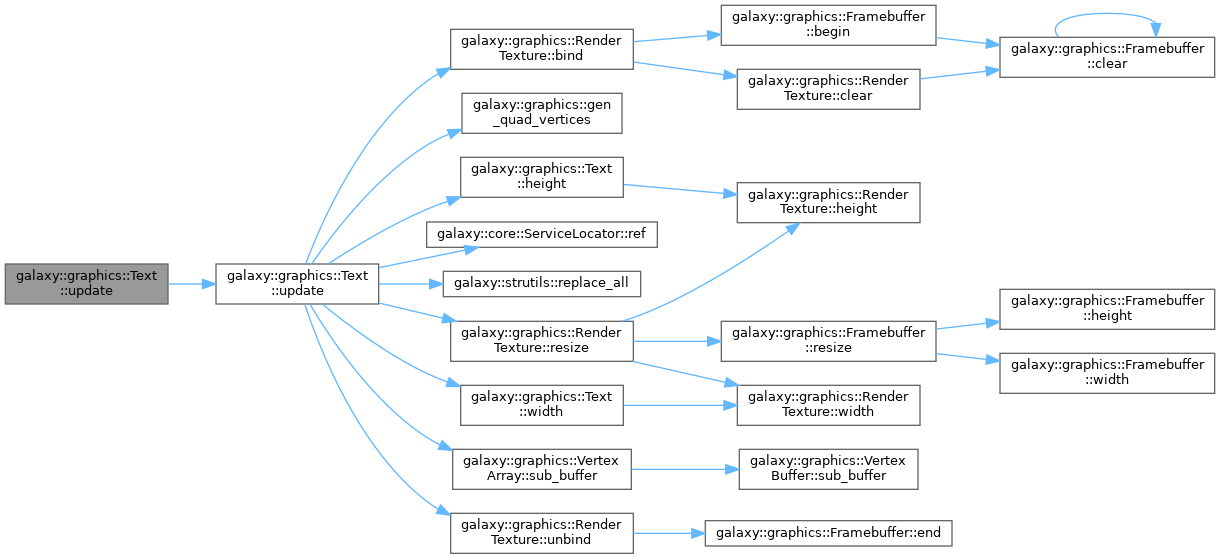 galaxy::graphics::Text
::update
galaxy::graphics::Text
::update
galaxy::graphics::Render
Texture::bind
galaxy::graphics::gen
_quad_vertices
galaxy::graphics::Text
::height
galaxy::core::ServiceLocator::ref
galaxy::strutils::replace_all
galaxy::graphics::Render
Texture::resize
galaxy::graphics::Text
::width
galaxy::graphics::Vertex
Array::sub_buffer
galaxy::graphics::Render
Texture::unbind
galaxy::graphics::Framebuffer
::begin
galaxy::graphics::Render
Texture::clear
galaxy::graphics::Render
Texture::height
galaxy::graphics::Framebuffer
::resize
galaxy::graphics::Render
Texture::width
galaxy::graphics::Vertex
Buffer::sub_buffer
galaxy::graphics::Framebuffer::end
galaxy::graphics::Framebuffer
::clear
galaxy::graphics::Framebuffer
::height
galaxy::graphics::Framebuffer
::width